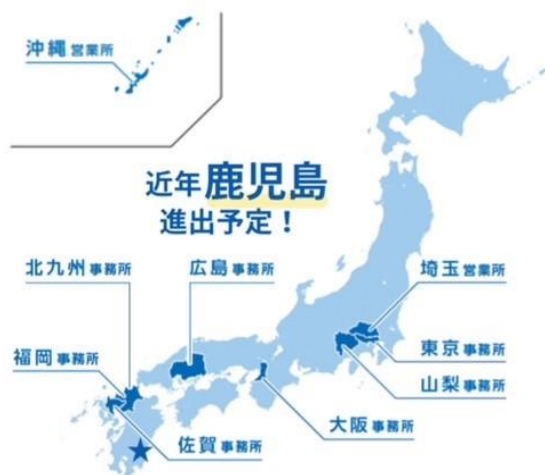 沖縄 営業所
近年鹿児島
進出予定！
北九州 事務所
広島 事務所
埼玉 営業所
福岡 事務所
東京 事務所
山梨 事務所
佐賀 事務所
大阪 事務所